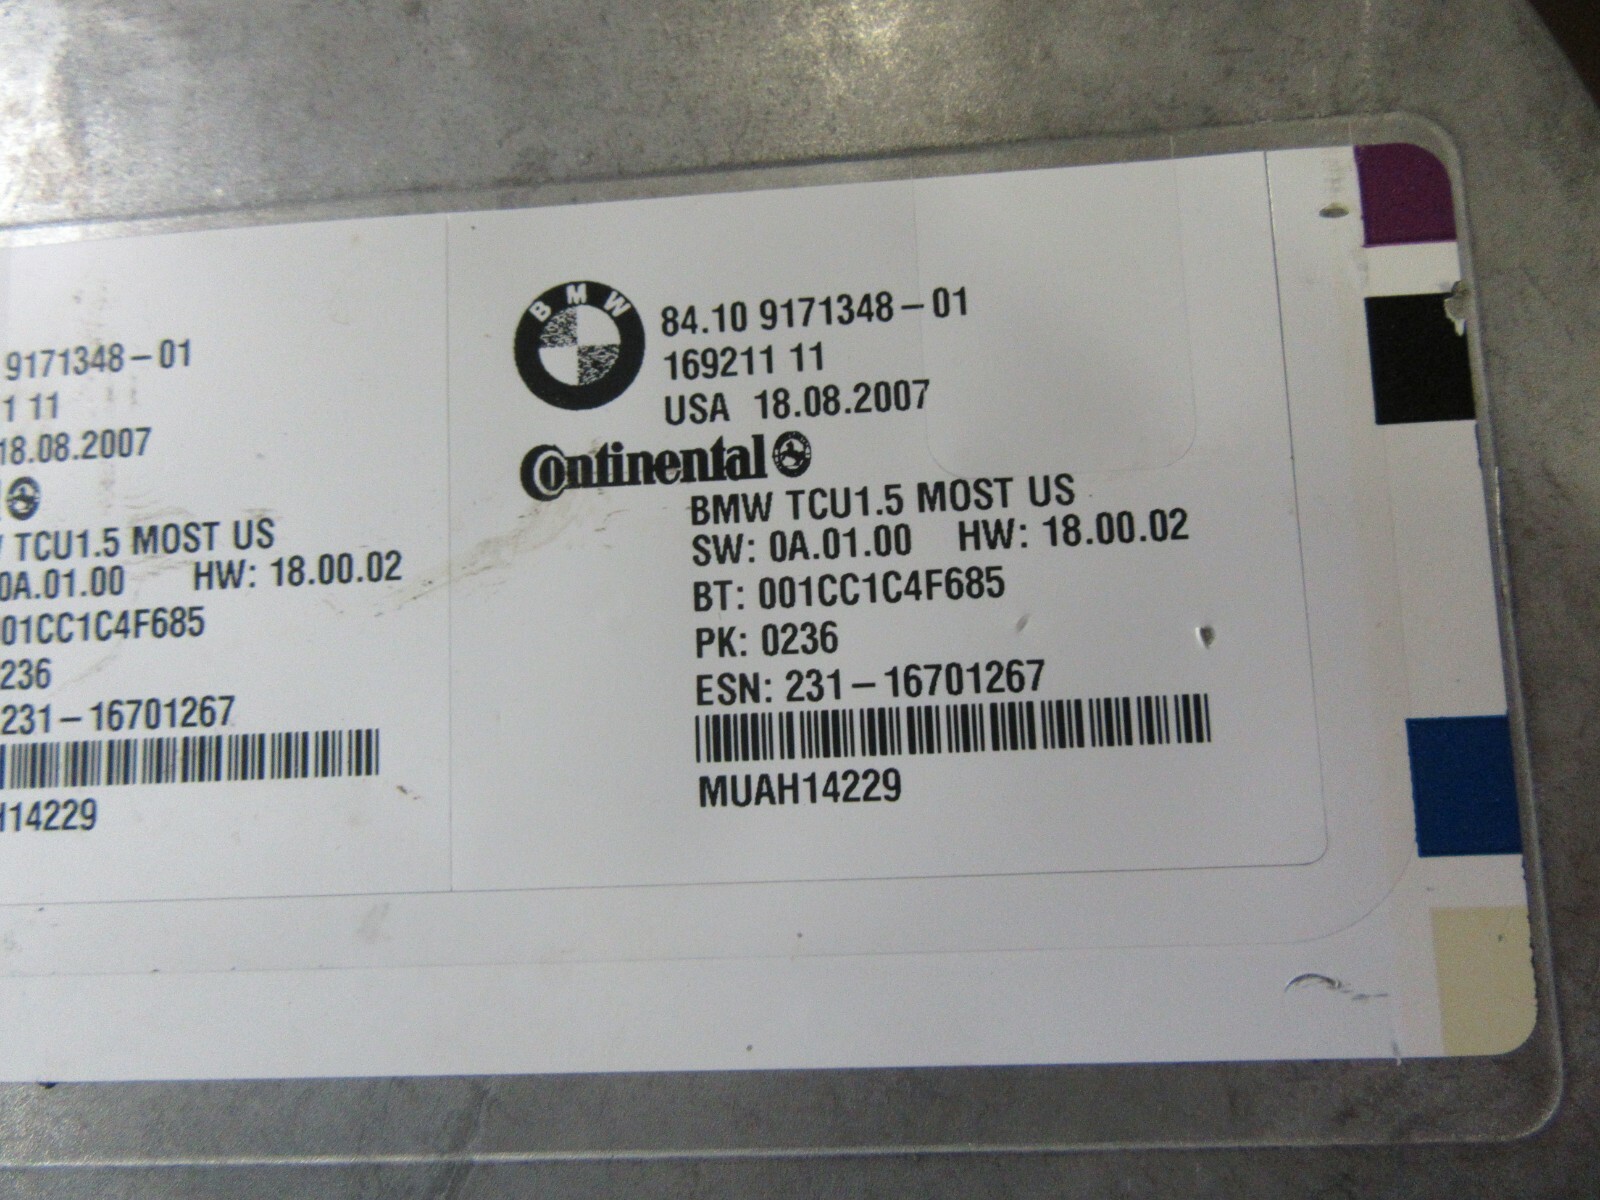 9171348-01
1 11
18.08.2007
TCU1.5 MOST US
0A.01.00 HW: 18.00.02
01CC1C4F685
236
231-16701267
H14229
BMW
84.10 9171348-01
169211 11
USA 18.08.2007
Continental
BMW TCU1.5 MOST US
SW: 0A.01.00 HW: 18.00.02
BT: 001CC1C4F685
PK: 0236
ESN: 231-16701267
MUAH14229